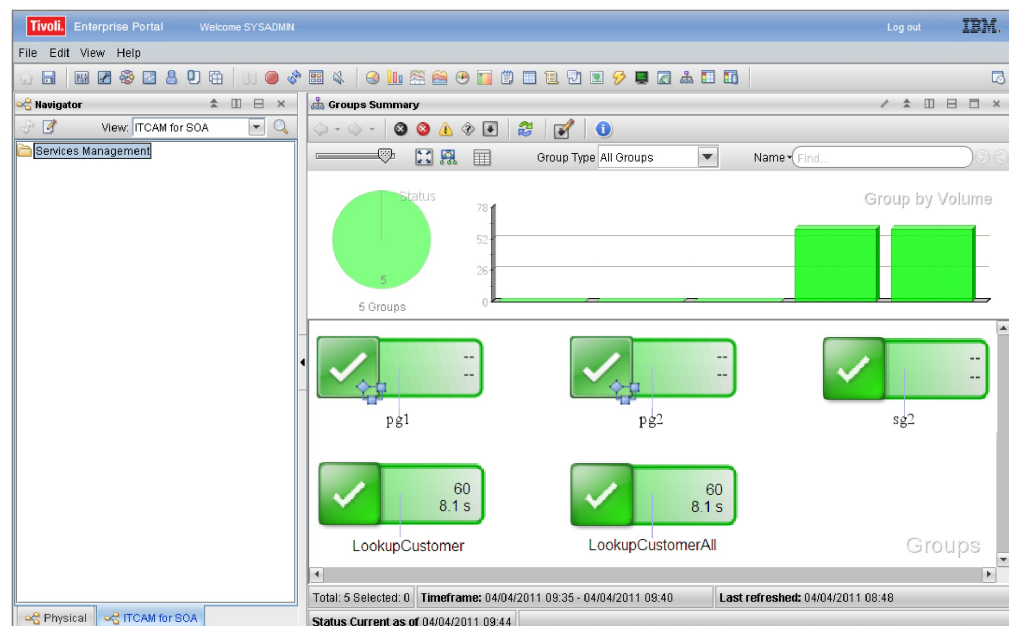 Tivoli. Enterprise Portal Welcome SYSADMIN Log out IBM.
File Edit View Help
Navigator
View: ITCAM for SOA
Services Management
Physical
ITCAM for SOA
Groups Summary
Group Type All Groups Name Find...
Status
5
5 Groups
Group by Volume
78
52
26
0
--
--
pg1
--
--
pg2
--
--
sg2
60
8.1 s
LookupCustomer
60
8.1 s
LookupCustomerAll
Groups
Total: 5 Selected: 0 Timeframe: 04/04/2011 09:35 - 04/04/2011 09:40 Last refreshed: 04/04/2011 08:48
Status Current as of 04/04/2011 09:44